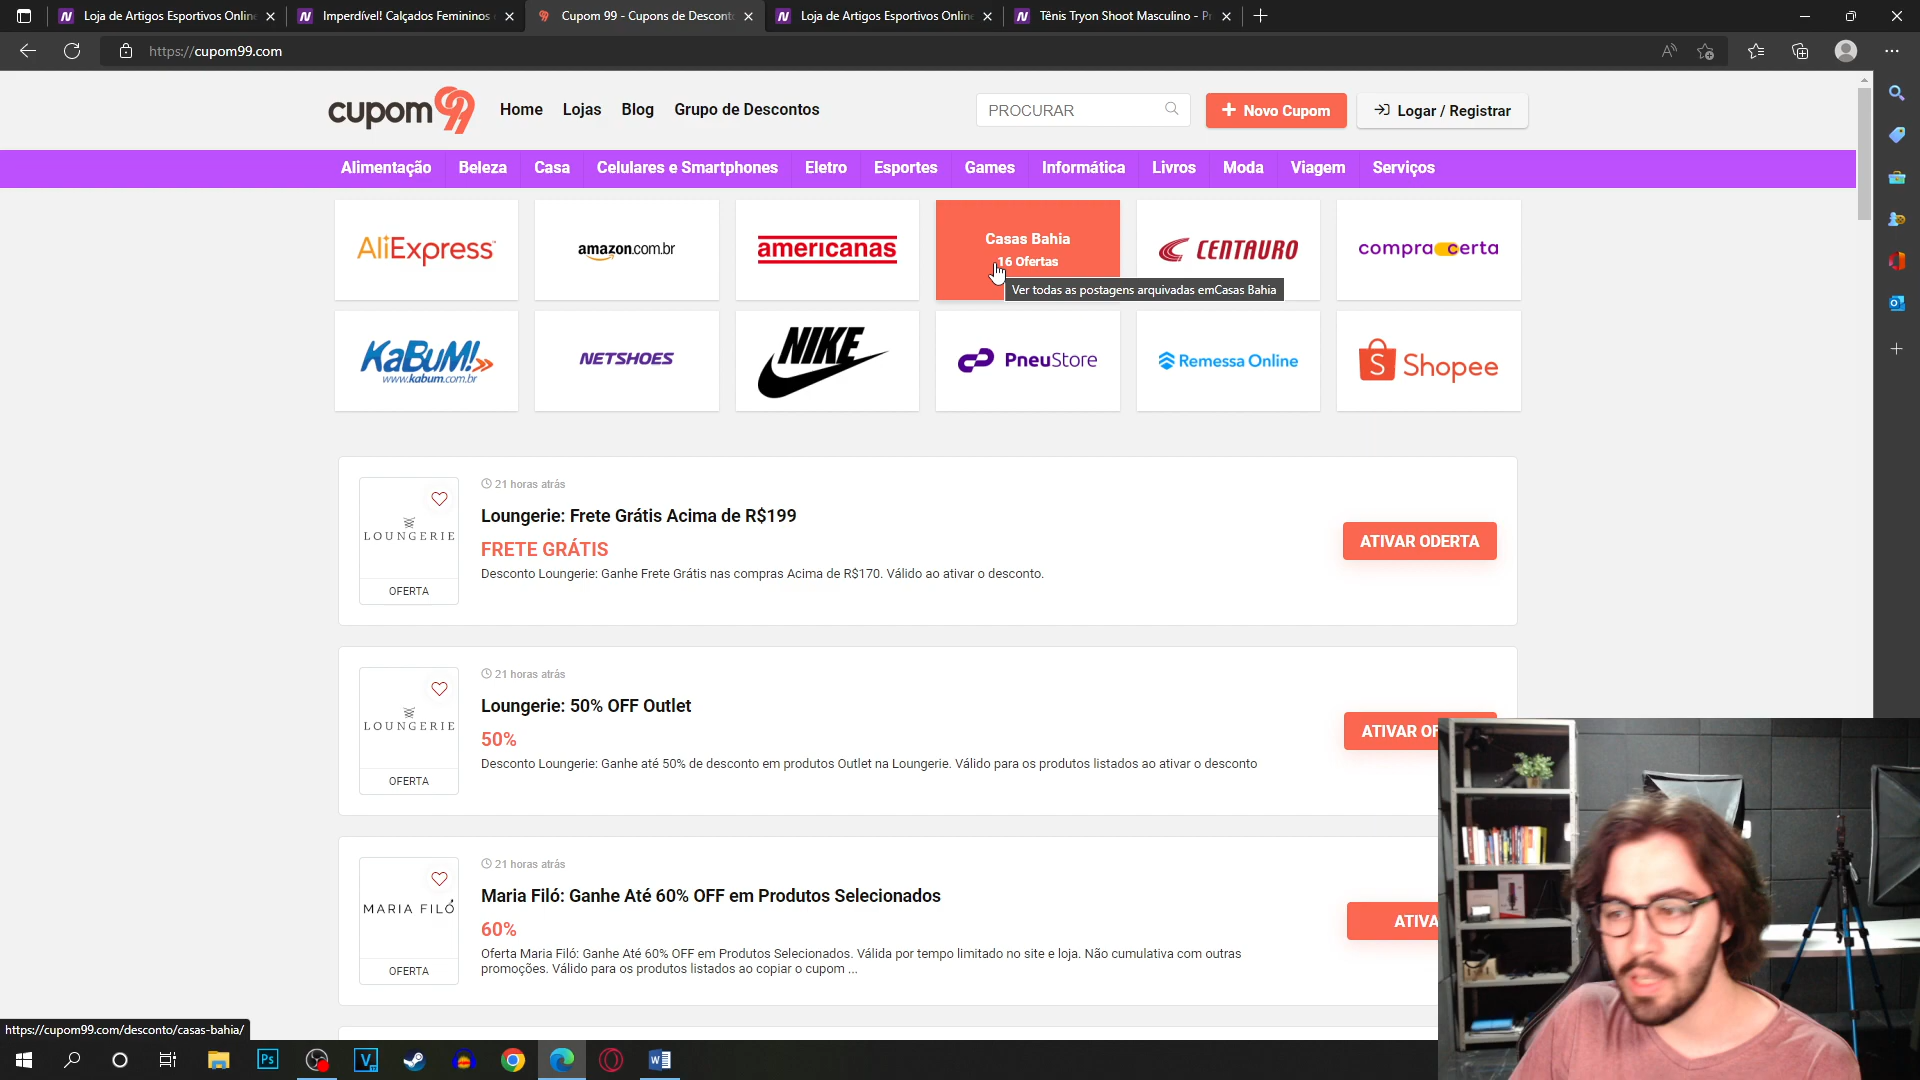 Loja de Artigos Esportivos Onlin
Imperdível! Calçados Femininos
Cupom 99 - Cupons de Descont
Loja de Artigos Esportivos Onlin
Tênis Tryon Shoot Masculino - Pr
https://cupom99.com
cupom99
Home
Lojas
Blog
Grupo de Descontos
PROCURAR
+ Novo Cupom
Logar / Registrar
Alimentação
Beleza
Casa
Celulares e Smartphones
Eletro
Esportes
Games
Informática
Livros
Moda
Viagem
Serviços
AliExpress
amazon.com.br
americanas
Casas Bahia
16 Ofertas
CENTAURO
compra certa
Ver todas as postagens arquivadas emCasas Bahia
KaBuM!
www.kabum.com.br
NETSHOES
NIKE
PneuStore
Remessa Online
Shopee
21 horas atrás
LOUNGERIE
OFERTA
Loungerie: Frete Grátis Acima de R$199
FRETE GRÁTIS
Desconto Loungerie: Ganhe Frete Grátis nas compras Acima de R$170. Válido ao ativar o desconto.
ATIVAR ODERTA
21 horas atrás
LOUNGERIE
OFERTA
Loungerie: 50% OFF Outlet
50%
Desconto Loungerie: Ganhe até 50% de desconto em produtos Outlet na Loungerie. Válido para os produtos listados ao ativar o desconto
ATIVAR OF
21 horas atrás
MARIA FILÓ
OFERTA
Maria Filó: Ganhe Até 60% OFF em Produtos Selecionados
60%
Oferta Maria Filó: Ganhe Até 60% OFF em Produtos Selecionados. Válida por tempo limitado no site e loja. Não cumulativa com outras
promoções. Válido para os produtos listados ao copiar o cupom ...
ATIVA
https://cupom99.com/desconto/casas-bahia/
Ps